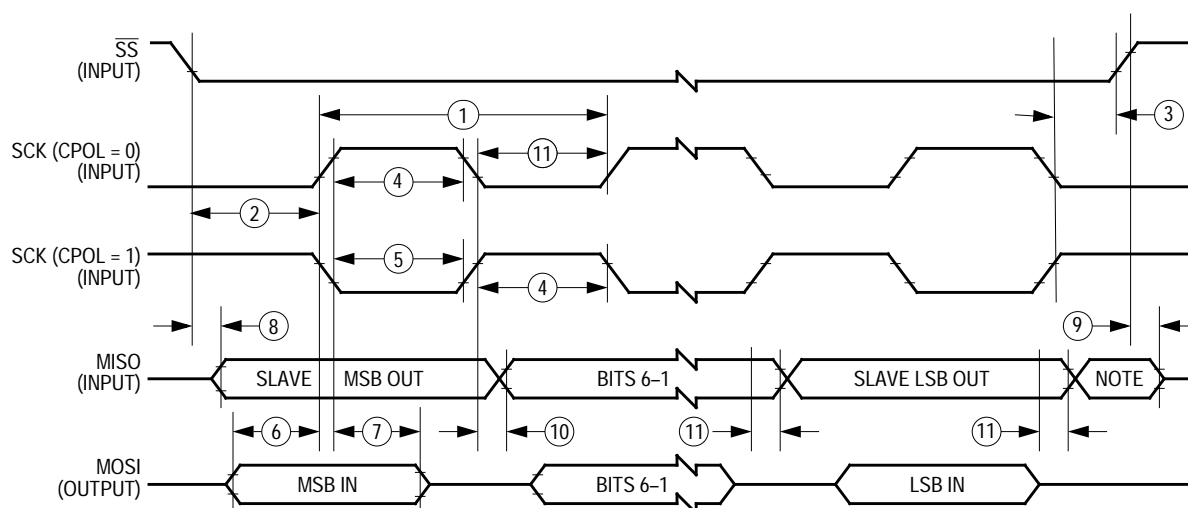 SS
(INPUT)
1
3
SCK (CPOL = 0)
(INPUT)
11
4
2
SCK (CPOL = 1)
(INPUT)
5
4
8
9
MISO
(INPUT)
SLAVE MSB OUT
BITS 6–1
SLAVE LSB OUT
NOTE
6
7
10
11
11
MOSI
(OUTPUT)
MSB IN
BITS 6–1
LSB IN